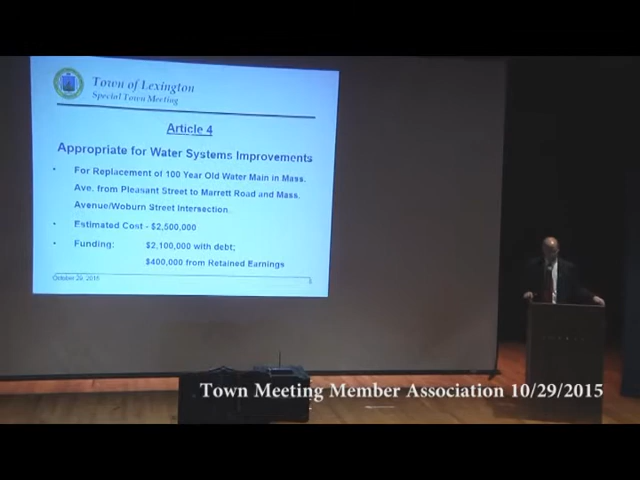 Town of Lexington
Special Town Meeting
Article 4
Appropriate for Water Systems Improvements
• For Replacement of 100 Year Old Water Main in Mass.
Ave. from Pleasant Street to Marrett Road and Mass.
Avenue/Woburn Street Intersection.
• Estimated Cost - $2,500,000
• Funding: $2,100,000 with debt;
$400,000 from Retained Earnings
October 29, 2015
Town Meeting Member Association 10/29/2015